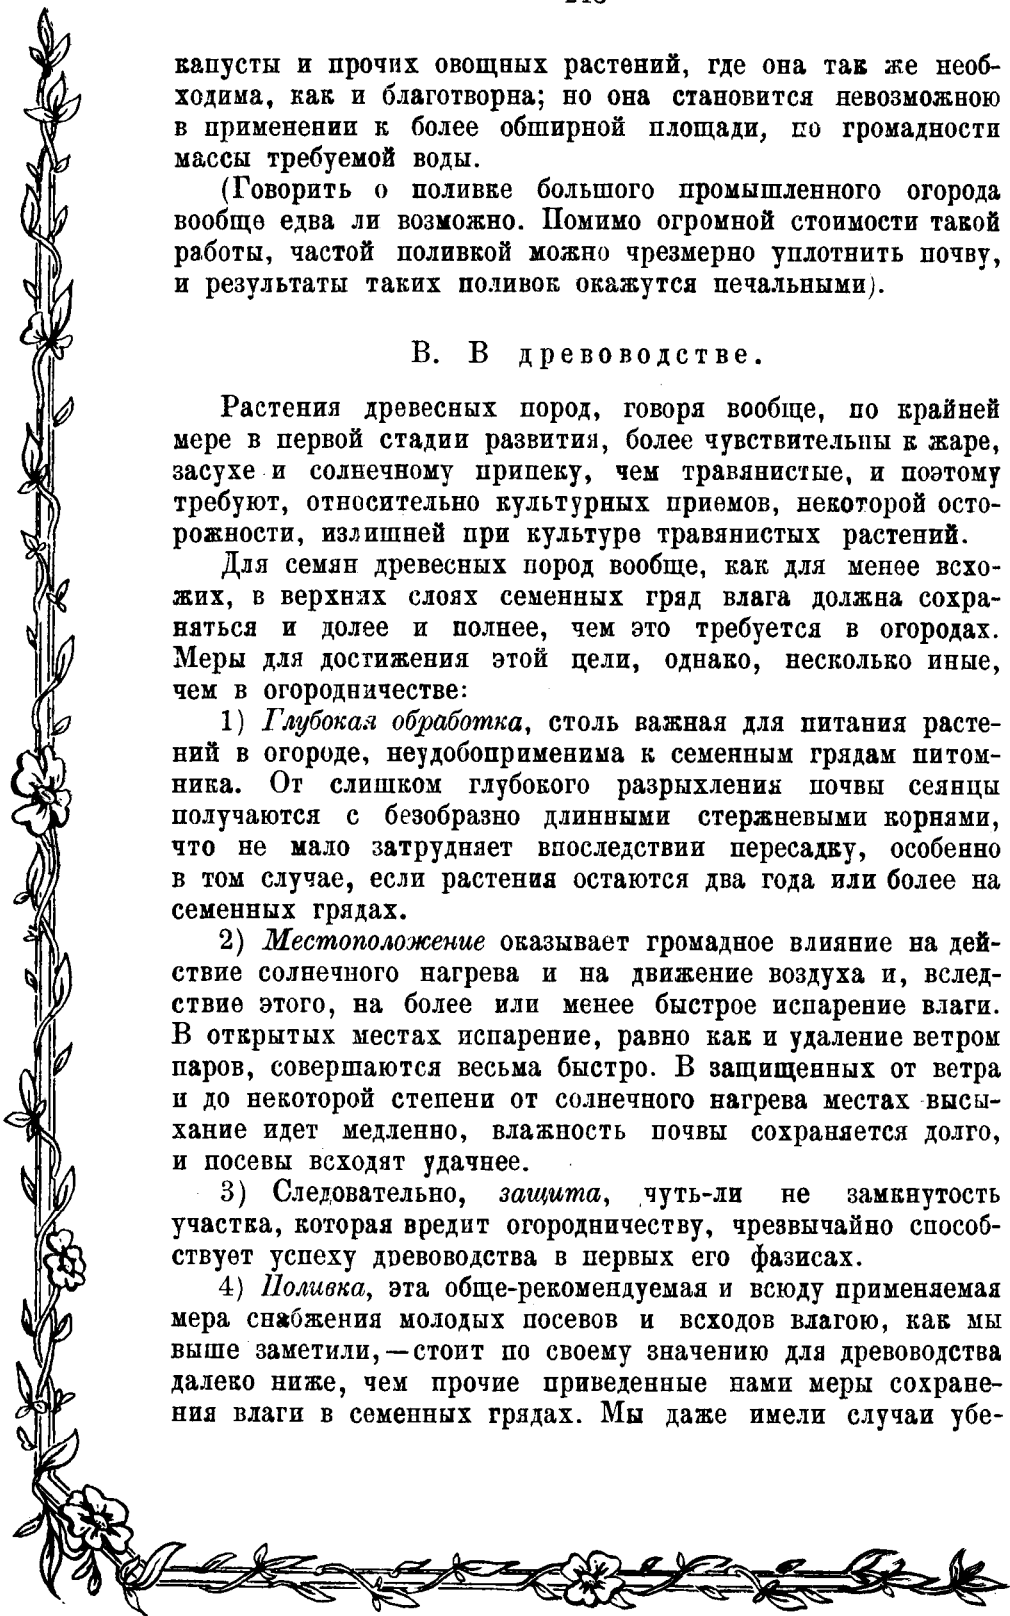 капусты и прочих овощных растений, где она так же необ-
ходима, как и благотворна; но она становится невозможною
в применении к более обширной площади, по громадности
массы требуемой воды.
(Говорить о поливке большого промышленного огорода
вообще едва ли возможно. Помимо огромной стоимости такой
работы, частой поливкой можно чрезмерно уплотнить почву,
и результаты таких поливок окажутся печальными).
В. В древоводстве.
Растения древесных пород, говоря вообще, по крайней
мере в первой стадии развития, более чувствительны к жаре,
засухе и солнечному припеку, чем травянистые, и поэтому
требуют, относительно культурных приемов, некоторой осто-
рожности, излишней при культуре травянистых растений.
Для семян древесных пород вообще, как для менее всхо-
жих, в верхних слоях семенных гряд влага должна сохра-
няться и долее и полнее, чем это требуется в огородах.
Меры для достижения этой цели, однако, несколько иные,
чем в огородничестве:
1) Глубокая обработка, столь важная для питания расте-
ний в огороде, неудобоприменима к семенным грядам питом-
ника. От слишком глубокого разрыхления почвы сеянцы
получаются с безобразно длинными стержневыми корнями,
что не мало затрудняет впоследствии пересадку, особенно
в том случае, если растения остаются два года или более на
семенных грядах.
2) Местоположение оказывает громадное влияние на дей-
ствие солнечного нагрева и на движение воздуха и, вслед-
ствие этого, на более или менее быстрое испарение влаги.
В открытых местах испарение, равно как и удаление ветром
паров, совершаются весьма быстро. В защищенных от ветра
и до некоторой степени от солнечного нагрева местах высы-
хание идет медленно, влажность почвы сохраняется долго,
и посевы всходят удачнее.
3) Следовательно, защита, чуть-ли не замкнутость
участка, которая вредит огородничеству, чрезвычайно способ-
ствует успеху древоводства в первых его фазисах.
4) Поливка, эта обще-рекомендуемая и всюду применяемая
мера снабжения молодых посевов и всходов влагою, как мы
выше заметили,—стоит по своему значению для древоводства
далеко ниже, чем прочие приведенные нами меры сохране-
ния влаги в семенных грядах. Мы даже имели случаи убе-